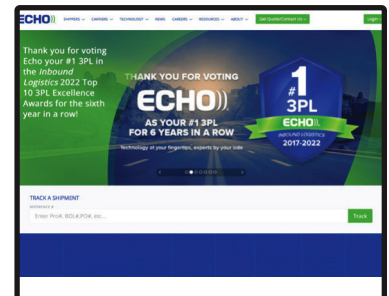 ECHO
SHIPPERS CARRIERS TECHNOLOGY NEWS CAREERS RESOURCES ABOUT Get Quote/Contact Us Login
Thank you for voting
Echo your #1 3PL in
the Inbound
Logistics 2022 Top
10 3PL Excellence
Awards for the sixth
year in a row!
THANK YOU FOR VOTING
ECHO
AS YOUR #1 3PL
FOR 6 YEARS IN A ROW
Technology at your fingertips, experts by your side
#1
3PL
ECHO
INBOUND LOGISTICS
2017-2022
TRACK A SHIPMENT
REFERENCE #
Enter Pro#, BOL#,PO#, etc...
Track